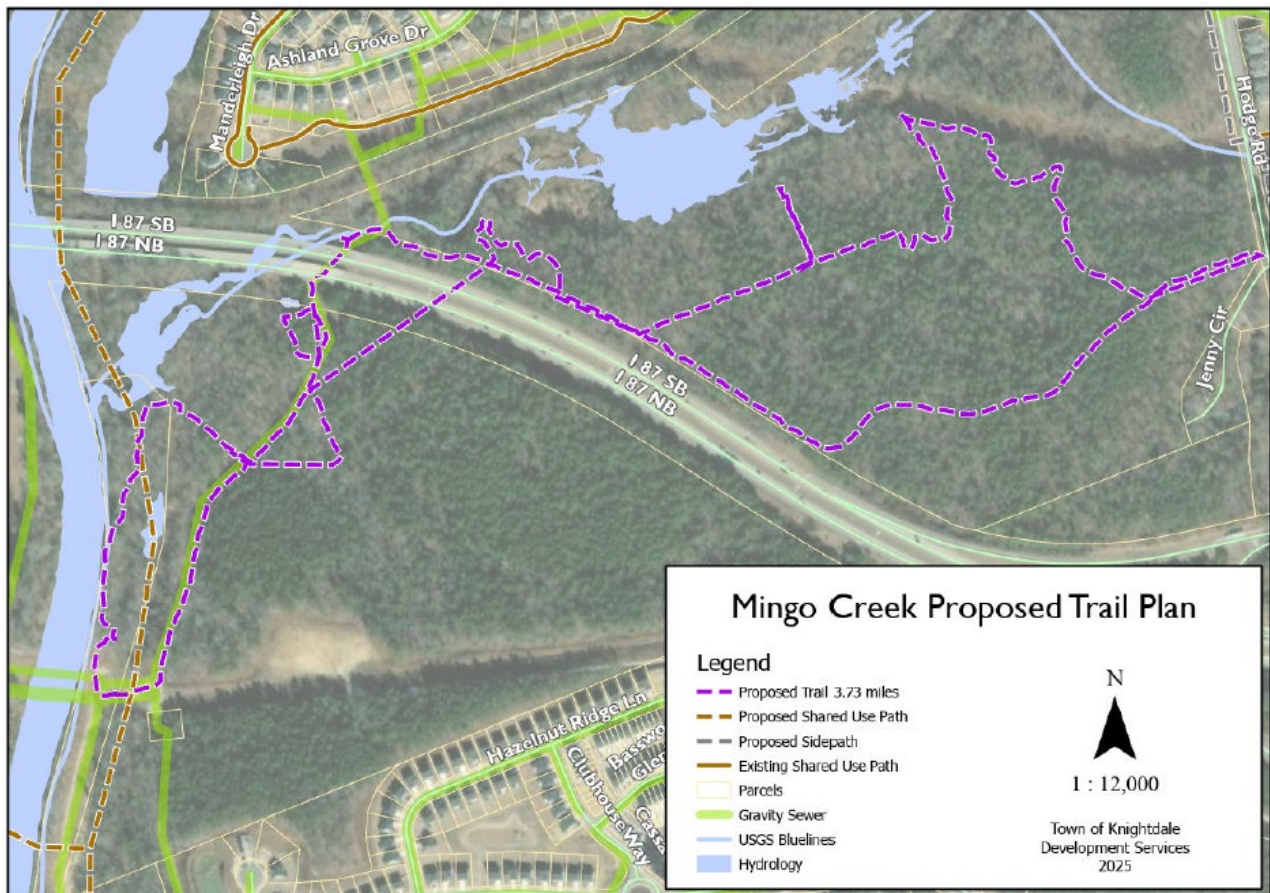 Manderleigh Dr
Ashland Grove Dr
Hodge Rd
I 87 SB
I 87 NB
I 87 SB
I 87 NB
Jenny Cir
Hazelnut Ridge Ln
Clubhouse Way
Mingo Creek Proposed Trail Plan
Legend
Proposed Trail 3.73 miles
Proposed Shared Use Path
Proposed Sidepath
Existing Shared Use Path
Parcels
Gravity Sewer
USGS Bluelines
Hydrology
N
1 : 12,000
Town of Knightdale
Development Services
2025